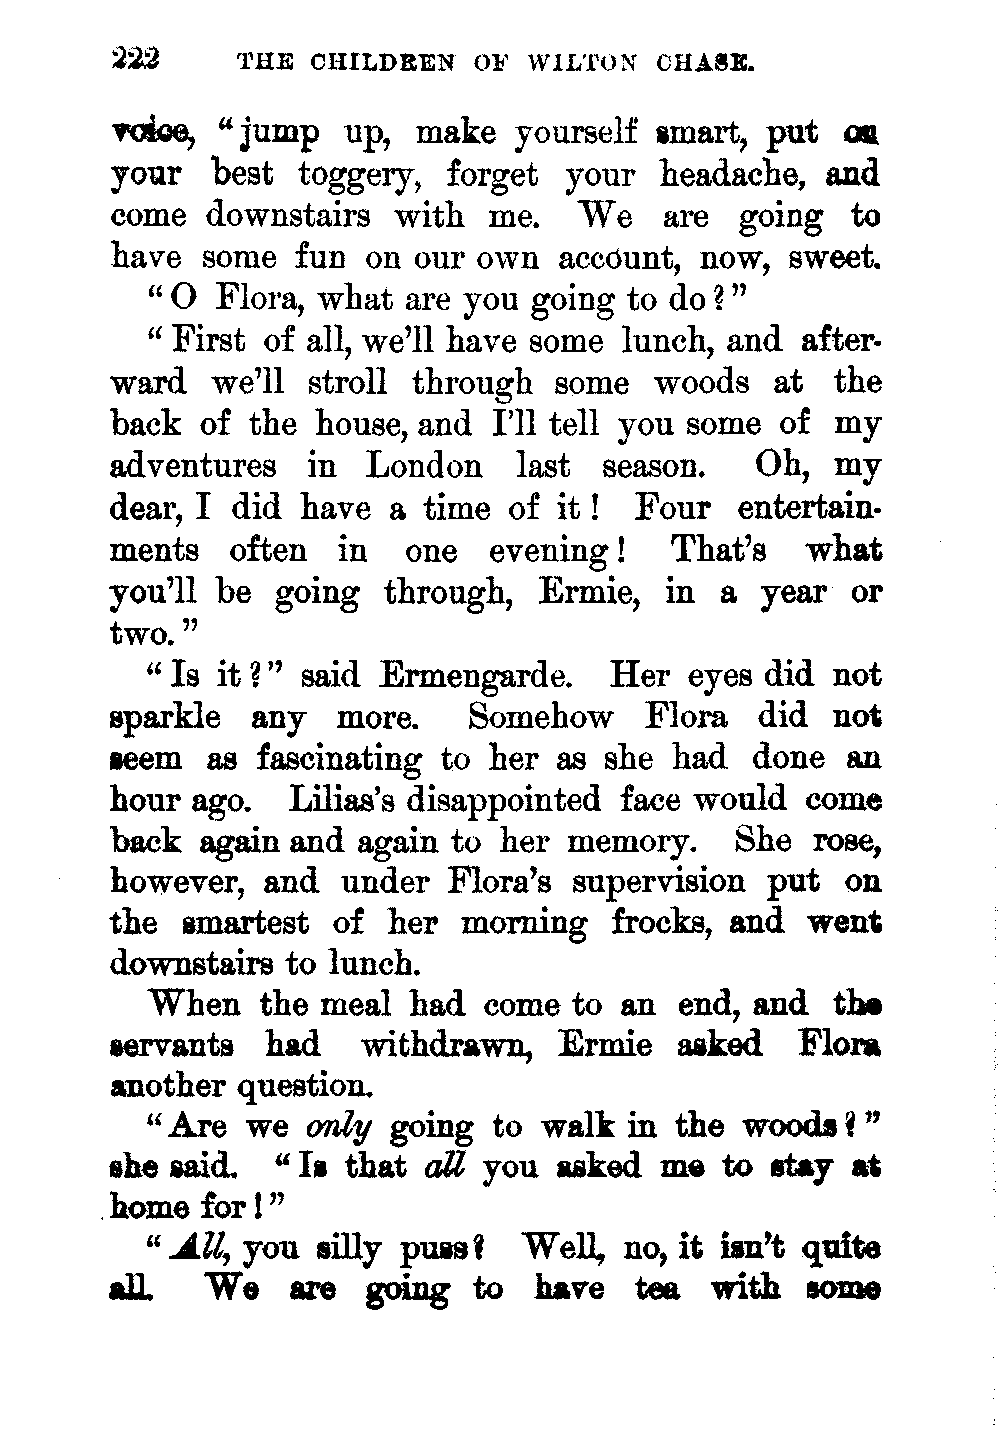 222 THE CHILDREN OF WILTON CHASE.
voice, “jump up, make yourself smart, put on
your best toggery, forget your headache, and
come downstairs with me. We are going to
have some fun on our own account, now, sweet.
“O Flora, what are you going to do?”
“First of all, we’ll have some lunch, and after-
ward we’ll stroll through some woods at the
back of the house, and I’ll tell you some of my
adventures in London last season. Oh, my
dear, I did have a time of it! Four entertain-
ments often in one evening! That’s what
you’ll be going through, Ermie, in a year or
two.”
“Is it?” said Ermengarde. Her eyes did not
sparkle any more. Somehow Flora did not
seem as fascinating to her as she had done an
hour ago. Lilias’s disappointed face would come
back again and again to her memory. She rose,
however, and under Flora’s supervision put on
the smartest of her morning frocks, and went
downstairs to lunch.
When the meal had come to an end, and the
servants had withdrawn, Ermie asked Flora
another question.
“Are we only going to walk in the woods?”
she said. “Is that all you asked me to stay at
home for!”
“All, you silly puss? Well, no, it isn’t quite
all. We are going to have tea with some